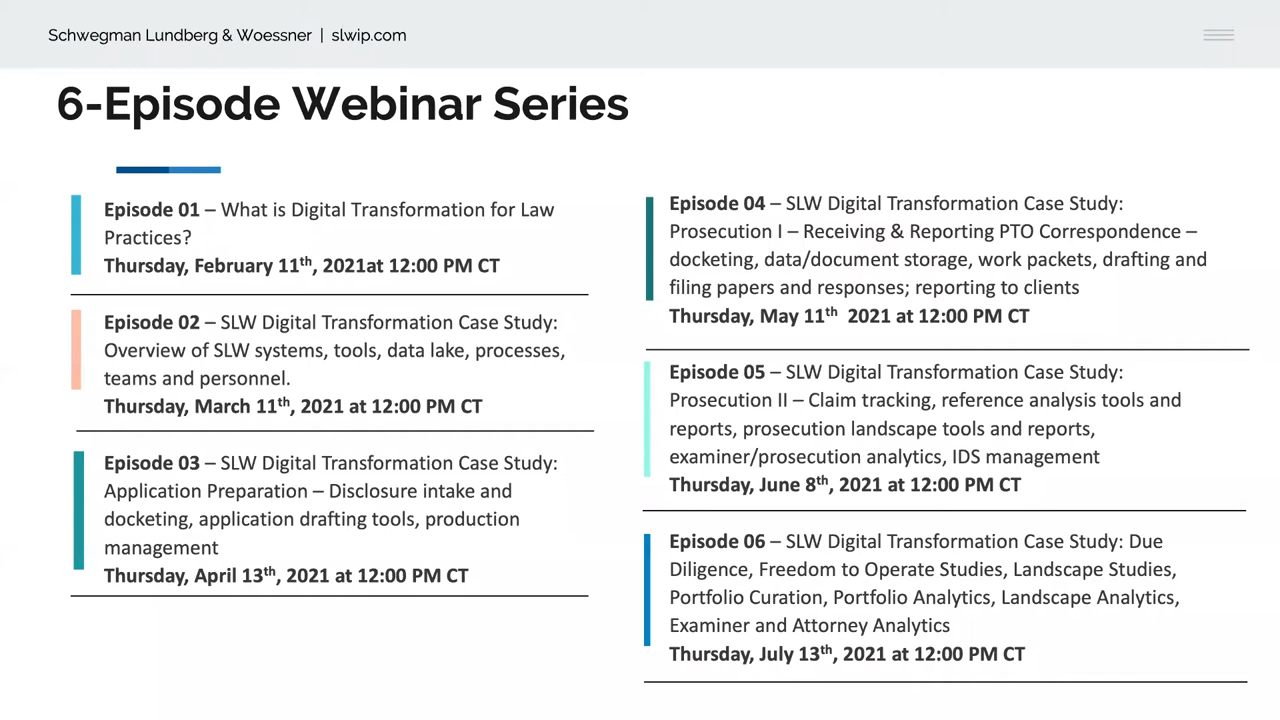 Schwegman Lundberg & Woessner | slwip.com
6-Episode Webinar Series
Episode 01 – What is Digital Transformation for Law
Practices?
Thursday, February 11th, 2021at 12:00 PM CT
Episode 02 – SLW Digital Transformation Case Study:
Overview of SLW systems, tools, data lake, processes,
teams and personnel.
Thursday, March 11th, 2021 at 12:00 PM CT
Episode 03 – SLW Digital Transformation Case Study:
Application Preparation – Disclosure intake and
docketing, application drafting tools, production
management
Thursday, April 13th, 2021 at 12:00 PM CT
Episode 04 – SLW Digital Transformation Case Study:
Prosecution I – Receiving & Reporting PTO Correspondence –
docketing, data/document storage, work packets, drafting and
filing papers and responses; reporting to clients
Thursday, May 11th  2021 at 12:00 PM CT
Episode 05 – SLW Digital Transformation Case Study:
Prosecution II – Claim tracking, reference analysis tools and
reports, prosecution landscape tools and reports,
examiner/prosecution analytics, IDS management
Thursday, June 8th, 2021 at 12:00 PM CT
Episode 06 – SLW Digital Transformation Case Study: Due
Diligence, Freedom to Operate Studies, Landscape Studies,
Portfolio Curation, Portfolio Analytics, Landscape Analytics,
Examiner and Attorney Analytics
Thursday, July 13th, 2021 at 12:00 PM CT